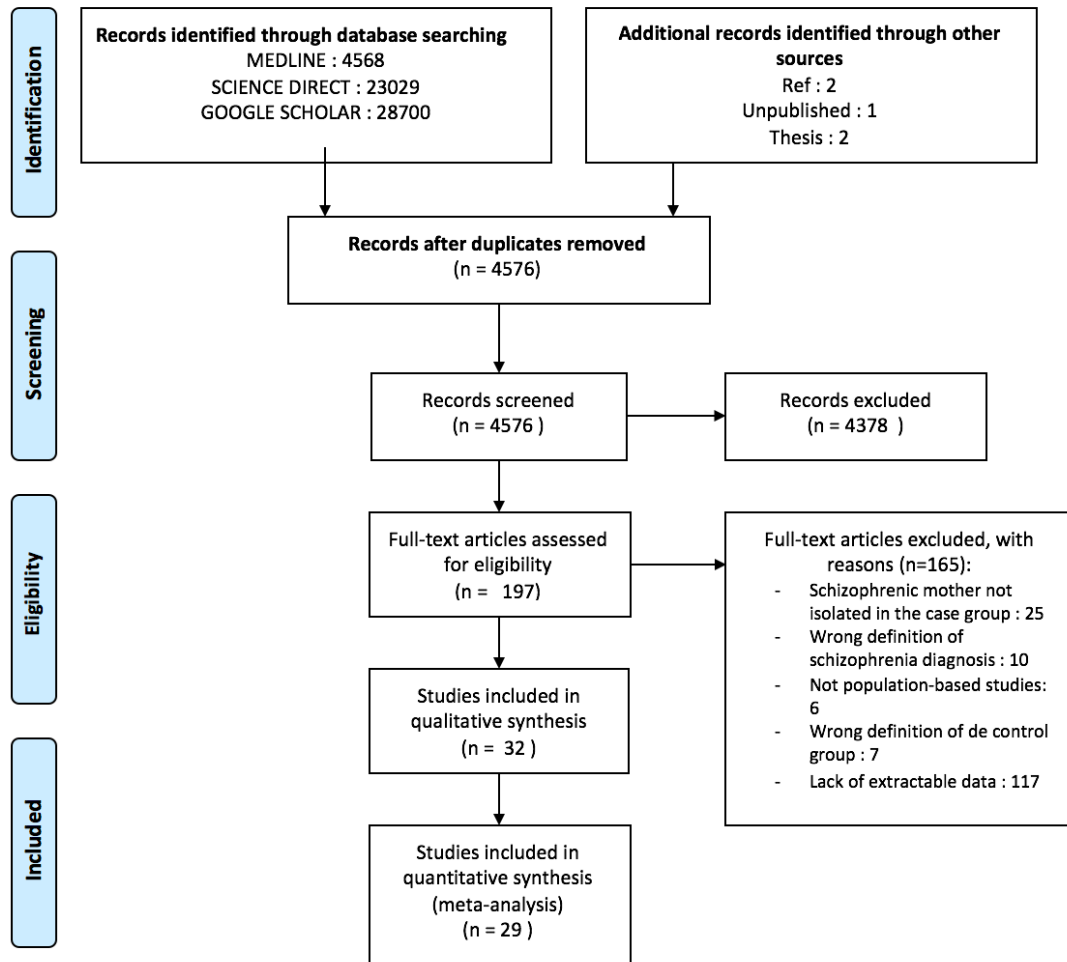 Identification
Records identified through database searching
MEDLINE : 4568
SCIENCE DIRECT : 23029
GOOGLE SCHOLAR : 28700
Additional records identified through other
sources
Ref : 2
Unpublished : 1
Thesis : 2
Records after duplicates removed
(n = 4576)
Screening
Records screened
(n = 4576 )
Records excluded
(n = 4378 )
Eligibility
Full-text articles assessed
for eligibility
(n = 197)
Full-text articles excluded, with
reasons (n=165):
- Schizophrenic mother not
isolated in the case group : 25
- Wrong definition of
schizophrenia diagnosis : 10
- Not population-based studies:
6
- Wrong definition of de control
group : 7
- Lack of extractable data : 117
Studies included in
qualitative synthesis
(n = 32 )
Included
Studies included in
quantitative synthesis
(meta-analysis)
(n = 29 )